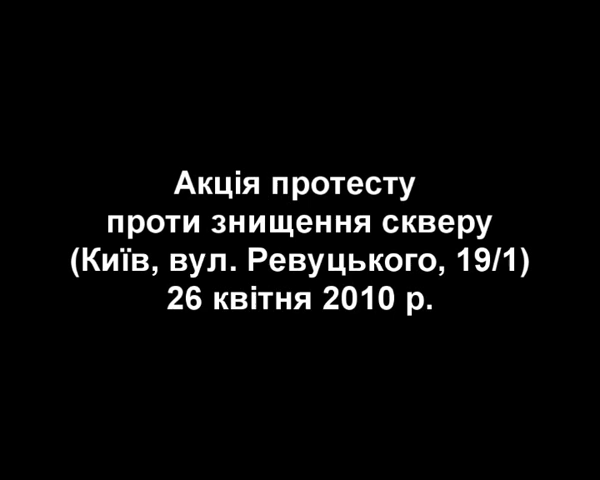 Акція протесту
проти знищення скверу
(Київ, вул. Ревуцького, 19/1)
26 квітня 2010 р.